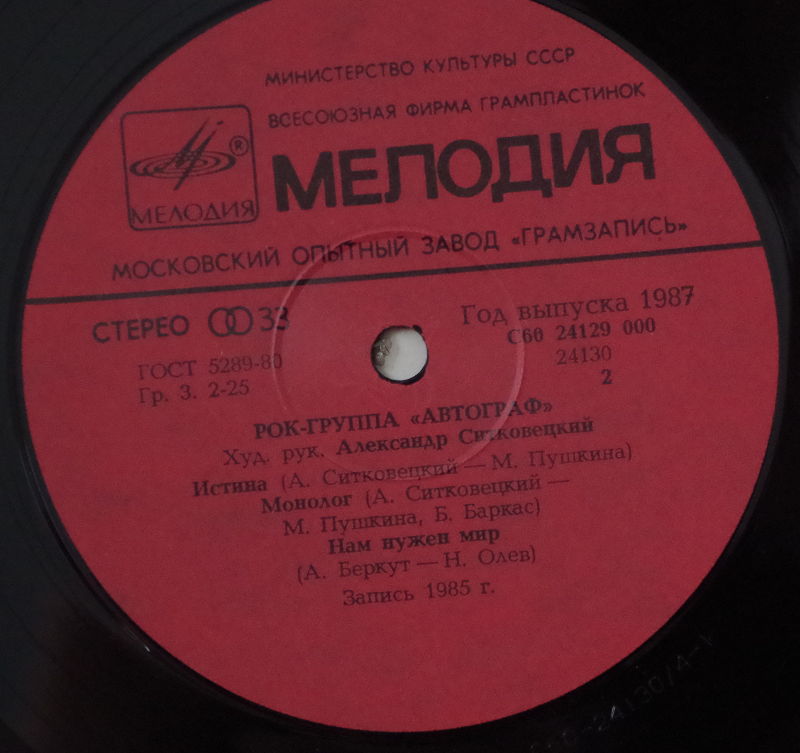 МИНИСТЕРСТВО КУЛЬТУРЫ СССР
ВСЕСОЮЗНАЯ ФИРМА ГРАМПЛАСТИНОК
МЕЛОДИЯ ®
МЕЛОДИЯ
МОСКОВСКИЙ ОПЫТНЫЙ ЗАВОД «ГРАМЗАПИСЬ»
СТЕРЕО 33
Год выпуска 1987
ГОСТ 5289-80
С60 24129 000
Гр. 3. 2-25
24130
2
РОК-ГРУППА «АВТОГРАФ»
Худ. рук. Александр Ситковецкий
Истина (А. Ситковецкий — М. Пушкина)
Монолог (А. Ситковецкий —
М. Пушкина, Б. Баркас)
Нам нужен мир
(А. Беркут — Н. Олев)
Запись 1985 г.